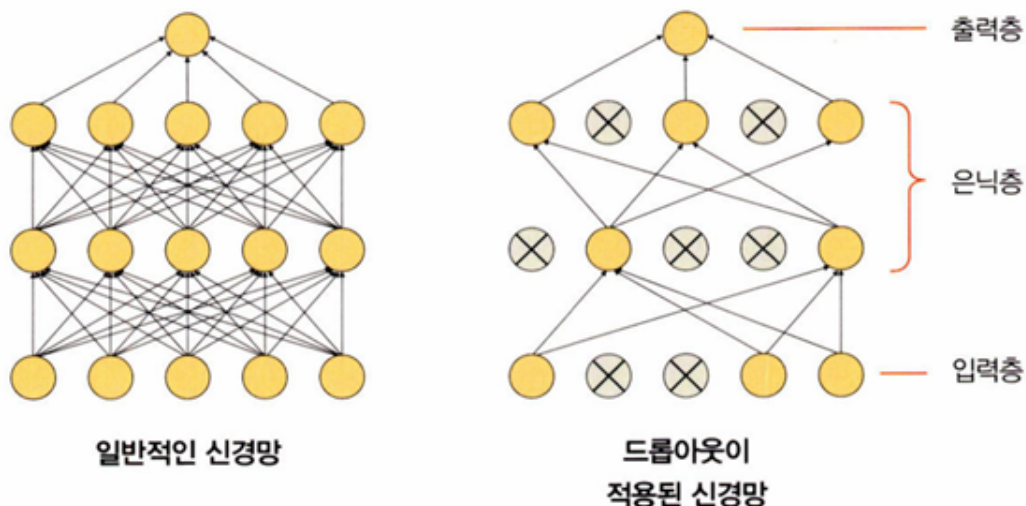 출력층
은닉층
입력층
일반적인 신경망
드롭아웃이
적용된 신경망